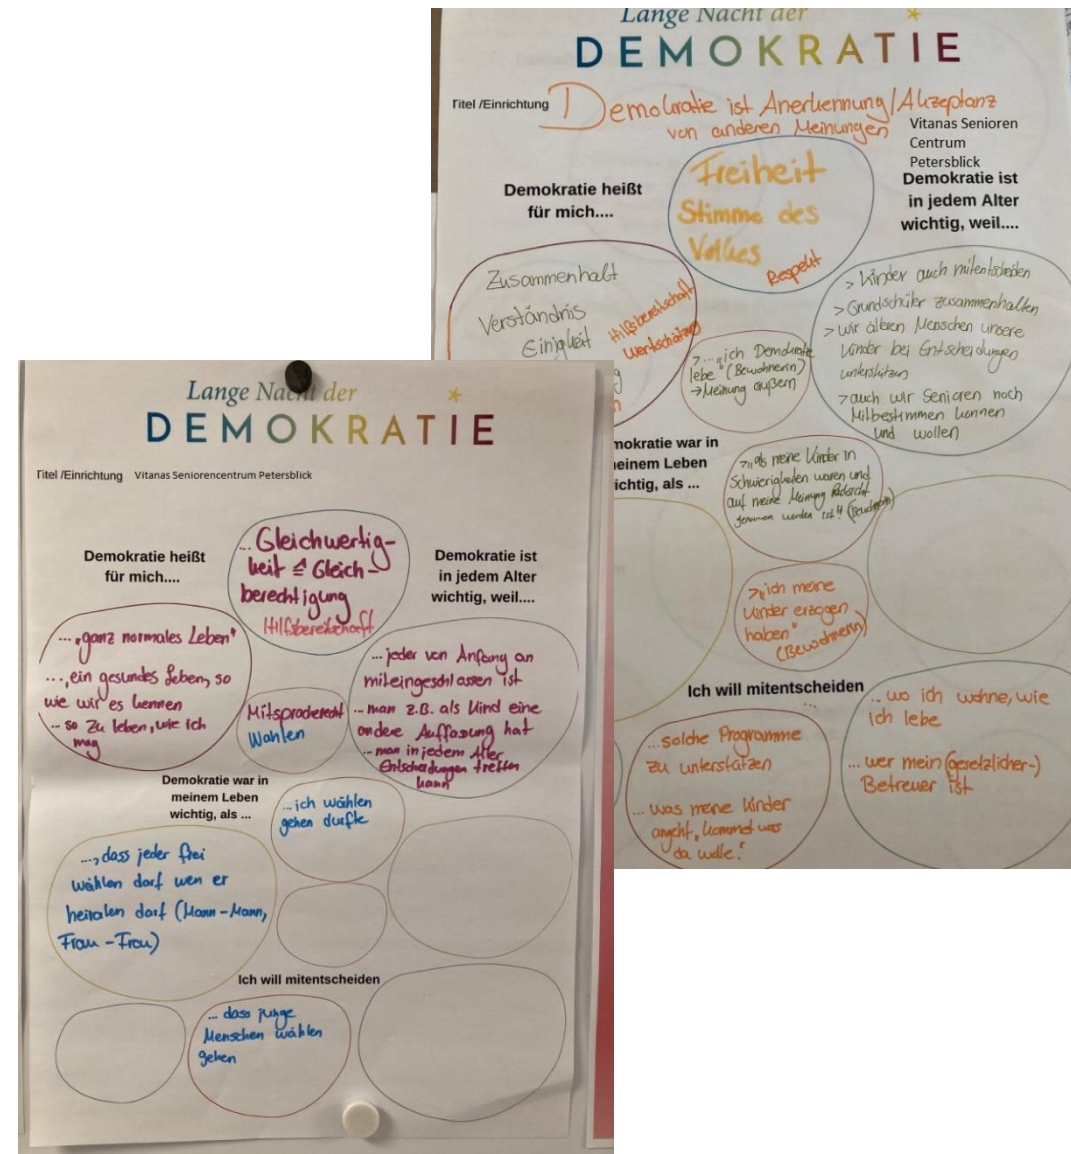 Lange Nacht der
DEMOKRATIE
Titel /Einrichtung
Demokratie ist Anerkennung/Akzeptanz
von anderen Meinungen
Vitanas Senioren
Centrum
Petersblick
Demokratie heißt
für mich....
Freiheit
Stimme des
Volkes
Respekt
Demokratie ist
in jedem Alter
wichtig, weil....
Zusammenhalt
Verständnis
Einigkeit
Hilfsbereitschaft
Wertschätzung
> ... "ich Demokratie
lebe" (Bewohnerin)
→ Meinung äußern
> Kinder auch mitentscheiden
> Grundschüler zusammenhalten
> wir älteren Menschen unsere
Kinder bei Entscheidungen
unterstützen
> auch wir Senioren noch
Mitbestimmen können
und wollen
mokratie war in
einem Leben
ichtig, als ...
> "als meine Kinder in
Schwierigkeiten waren und
auf meine Meinung Rücksicht
genommen worden ist" (Bewohnerin)
> "ich meine
Kinder erzogen
haben"
(Bewohnerin)
Ich will mitentscheiden
...
...solche Programme
zu unterstützen
... was meine Kinder
angeht, "kommet was
da wolle."
... wo ich wohne, wie
ich lebe
... wer mein (gesetzlicher-)
Betreuer ist
Lange Nacht der
DEMOKRATIE
Titel /Einrichtung Vitanas Seniorencentrum Petersblick
Demokratie heißt
für mich....
... Gleichwertig-
keit ≙ Gleich-
berechtigung
Hilfsbereitschaft
Demokratie ist
in jedem Alter
wichtig, weil....
... "ganz normales Leben"
..., ein gesundes Leben, so
wie wir es kennen
... so zu leben, wie ich
mag
Mitspracherecht
Wahlen
... jeder von Anfang an
miteingeschlossen ist
... man z.B. als Kind eine
andere Auffassung hat
... man in jedem Alter
Entscheidungen treffen
kann
Demokratie war in
meinem Leben
wichtig, als ...
... ich wählen
gehen durfte
..., dass jeder frei
wählen darf wen er
heiraten darf (Mann-Mann,
Frau-Frau)
Ich will mitentscheiden
... dass junge
Menschen wählen
gehen